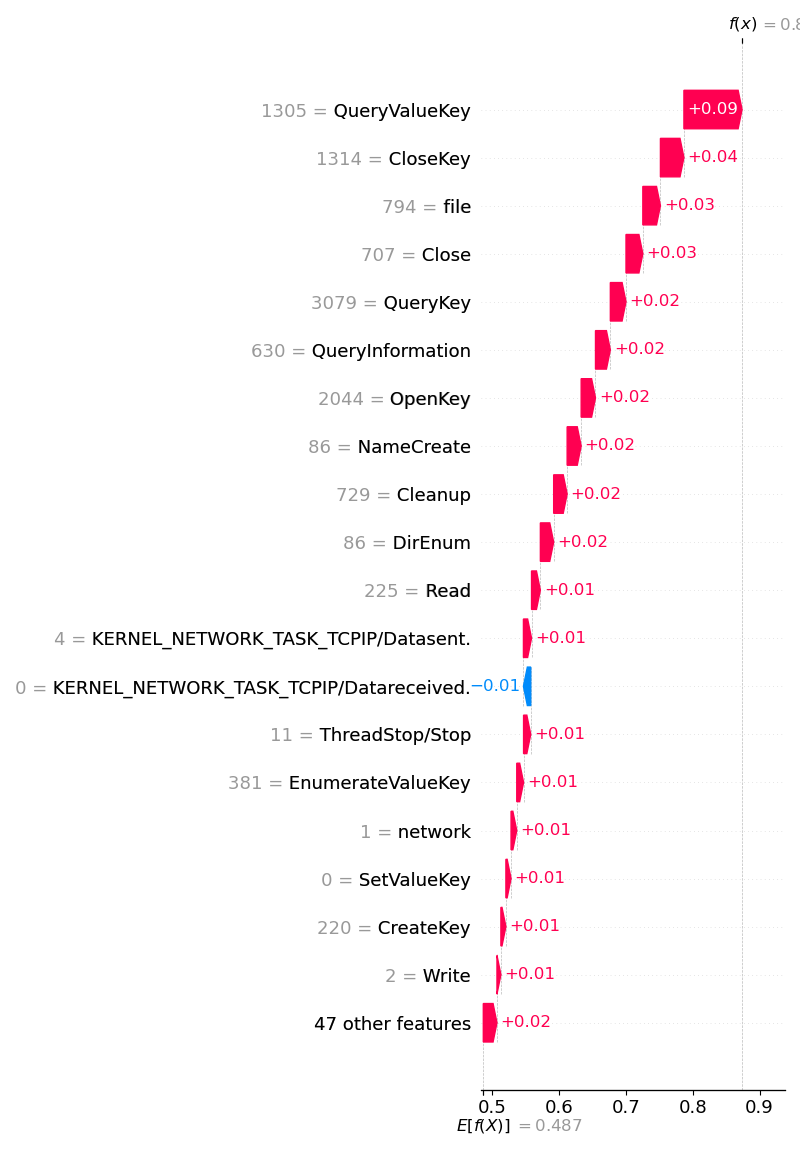 f(x) = 0.8
1305 = QueryValueKey +0.09
1314 = CloseKey +0.04
794 = file +0.03
707 = Close +0.03
3079 = QueryKey +0.02
630 = QueryInformation +0.02
2044 = OpenKey +0.02
86 = NameCreate +0.02
729 = Cleanup +0.02
86 = DirEnum +0.02
225 = Read +0.01
4 = KERNEL_NETWORK_TASK_TCPIP/Datasent. +0.01
0 = KERNEL_NETWORK_TASK_TCPIP/Datareceived. −0.01
11 = ThreadStop/Stop +0.01
381 = EnumerateValueKey +0.01
1 = network +0.01
0 = SetValueKey +0.01
220 = CreateKey +0.01
2 = Write +0.01
47 other features +0.02
0.5 0.6 0.7 0.8 0.9
E[f(X)] = 0.487